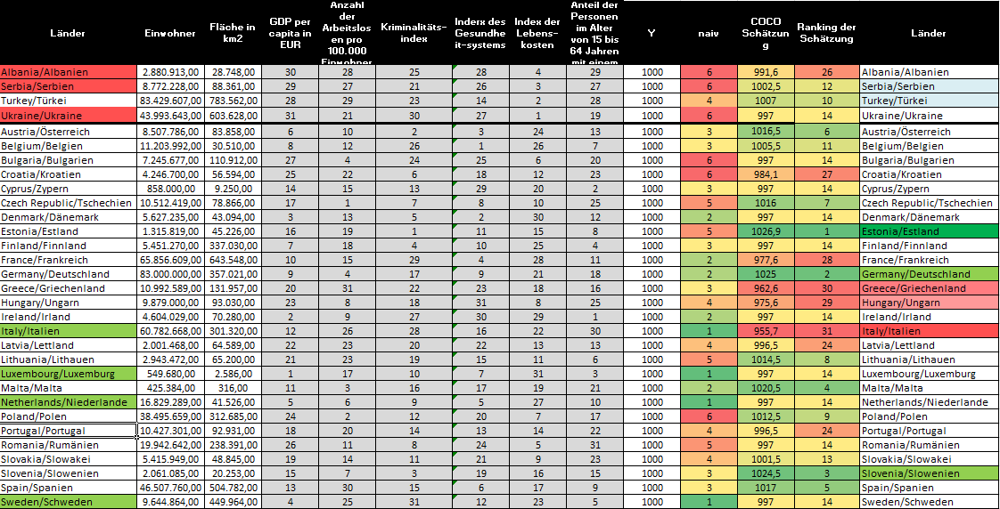 Länder Einwohner Fläche in km2 GDP per capita in EUR Anzahl der Arbeitslosen pro 100.000 Einwohner Kriminalitäts-index Inderx des Gesundheit-systems Index der Lebens-kosten Anteil der Personen im Alter von 15 bis 64 Jahren mit einem Y naiv COCO Schätzung Ranking der Schätzung Länder
Albania/Albanien 2.880.913,00 28.748,00 30 28 25 28 4 29 1000 6 991,6 26 Albania/Albanien
Serbia/Serbien 8.772.228,00 88.361,00 29 27 21 26 3 27 1000 6 1002,5 12 Serbia/Serbien
Turkey/Türkei 83.429.607,00 783.562,00 28 29 23 14 2 28 1000 4 1007 10 Turkey/Türkei
Ukraine/Ukraine 43.993.643,00 603.628,00 31 21 30 27 1 19 1000 6 997 14 Ukraine/Ukraine
Austria/Österreich 8.507.786,00 83.858,00 6 10 2 3 24 13 1000 3 1016,5 6 Austria/Österreich
Belgium/Belgien 11.203.992,00 30.510,00 8 12 26 1 26 7 1000 3 1005,5 11 Belgium/Belgien
Bulgaria/Bulgarien 7.245.677,00 110.912,00 27 4 24 25 6 20 1000 6 997 14 Bulgaria/Bulgarien
Croatia/Kroatien 4.246.700,00 56.594,00 25 22 6 18 12 23 1000 6 984,1 27 Croatia/Kroatien
Cyprus/Zypern 858.000,00 9.250,00 14 15 13 29 20 2 1000 3 997 14 Cyprus/Zypern
Czech Republic/Tschechien 10.512.419,00 78.866,00 17 1 7 8 10 25 1000 5 1016 7 Czech Republic/Tschechien
Denmark/Dänemark 5.627.235,00 43.094,00 3 13 5 2 30 12 1000 2 997 14 Denmark/Dänemark
Estonia/Estland 1.315.819,00 45.226,00 16 19 1 11 15 8 1000 5 1026,9 1 Estonia/Estland
Finland/Finnland 5.451.270,00 337.030,00 7 18 4 10 25 4 1000 3 997 14 Finland/Finnland
France/Frankreich 65.856.609,00 643.548,00 10 15 29 4 28 11 1000 2 977,6 28 France/Frankreich
Germany/Deutschland 83.000.000,00 357.021,00 9 4 17 9 21 18 1000 2 1025 2 Germany/Deutschland
Greece/Griechenland 10.992.589,00 131.957,00 20 31 22 23 18 16 1000 3 962,6 30 Greece/Griechenland
Hungary/Ungarn 9.879.000,00 93.030,00 23 8 18 31 8 25 1000 4 975,6 29 Hungary/Ungarn
Ireland/Irland 4.604.029,00 70.280,00 2 9 27 30 29 1 1000 2 997 14 Ireland/Irland
Italy/Italien 60.782.668,00 301.320,00 12 26 28 16 22 30 1000 1 955,7 31 Italy/Italien
Latvia/Lettland 2.001.468,00 64.589,00 22 23 20 22 13 13 1000 4 996,5 24 Latvia/Lettland
Lithuania/Lithauen 2.943.472,00 65.200,00 21 23 19 15 11 6 1000 5 1014,5 8 Lithuania/Lithauen
Luxembourg/Luxemburg 549.680,00 2.586,00 1 17 10 7 31 3 1000 1 997 14 Luxembourg/Luxemburg
Malta/Malta 425.384,00 316,00 11 3 16 17 19 21 1000 2 1020,5 4 Malta/Malta
Netherlands/Niederlande 16.829.289,00 41.526,00 5 6 9 5 27 10 1000 1 997 14 Netherlands/Niederlande
Poland/Polen 38.495.659,00 312.685,00 24 2 12 20 7 17 1000 6 1012,5 9 Poland/Polen
Portugal/Portugal 10.427.301,00 92.931,00 18 20 14 13 14 22 1000 4 996,5 24 Portugal/Portugal
Romania/Rumänien 19.942.642,00 238.391,00 26 11 8 24 5 31 1000 5 997 14 Romania/Rumänien
Slovakia/Slowakei 5.415.949,00 48.845,00 19 14 11 21 9 23 1000 4 1001,5 13 Slovakia/Slowakei
Slovenia/Slowenien 2.061.085,00 20.253,00 15 7 3 19 16 15 1000 3 1024,5 3 Slovenia/Slowenien
Spain/Spanien 46.507.760,00 504.782,00 13 30 15 6 17 9 1000 3 1017 5 Spain/Spanien
Sweden/Schweden 9.644.864,00 449.964,00 4 25 31 12 23 5 1000 1 997 14 Sweden/Schweden